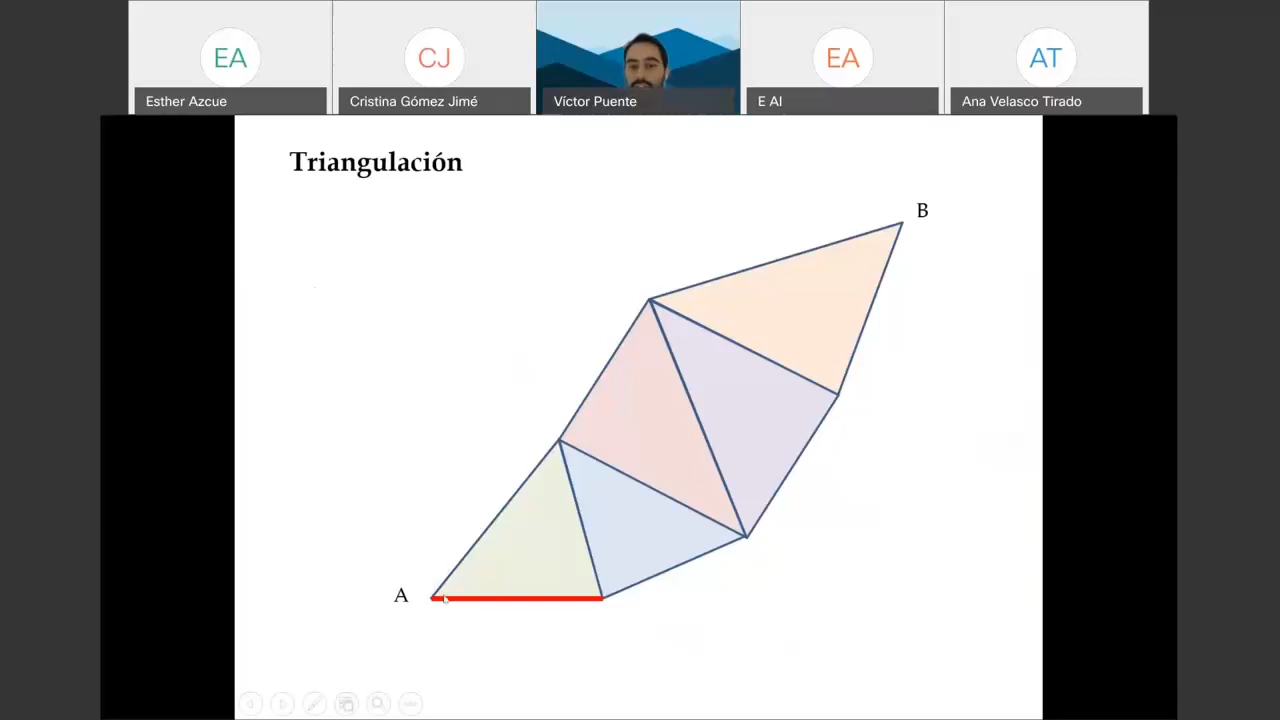 EA
CJ
EA
AT
Esther Azcue
Cristina Gómez Jimé
Víctor Puente
E Al
Ana Velasco Tirado
Triangulación
B
A